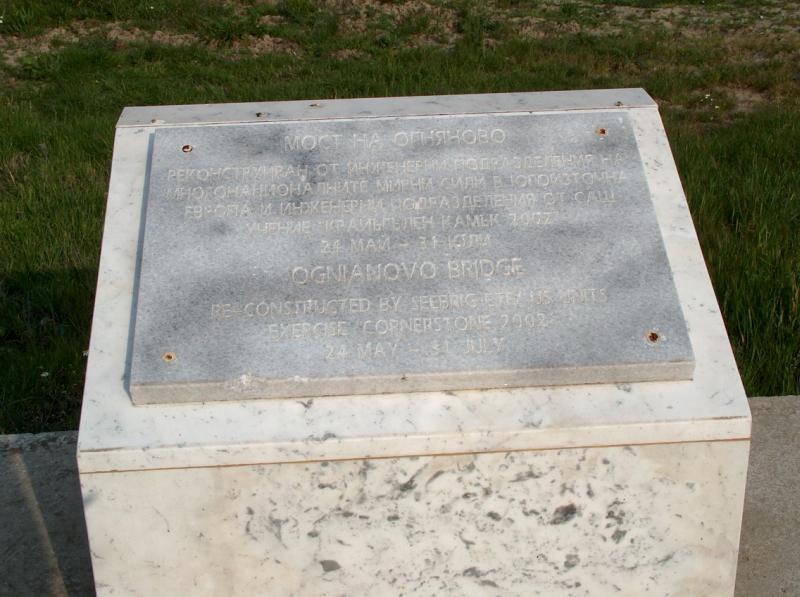 МОСТ НА ОГНЯНОВО
РЕКОНСТРУИРАН ОТ ИНЖЕНЕРНИ ПОДРАЗДЕЛЕНИЯ НА
МНОГОНАЦИОНАЛНИТЕ МИРНИ СИЛИ В ЮГОИЗТОЧНА
ЕВРОПА И ИНЖЕНЕРНИ ПОДРАЗДЕЛЕНИЯ ОТ САЩ
УЧЕНИЕ "КРАЙЪГЪЛЕН КАМЪК 2002"
24 МАЙ - 31 ЮЛИ
OGNIANOVO BRIDGE
RE-CONSTRUCTED BY SEEBRIG ETF/ US UNITS
EXERCISE "CORNERSTONE 2002"
24 MAY - 31 JULY